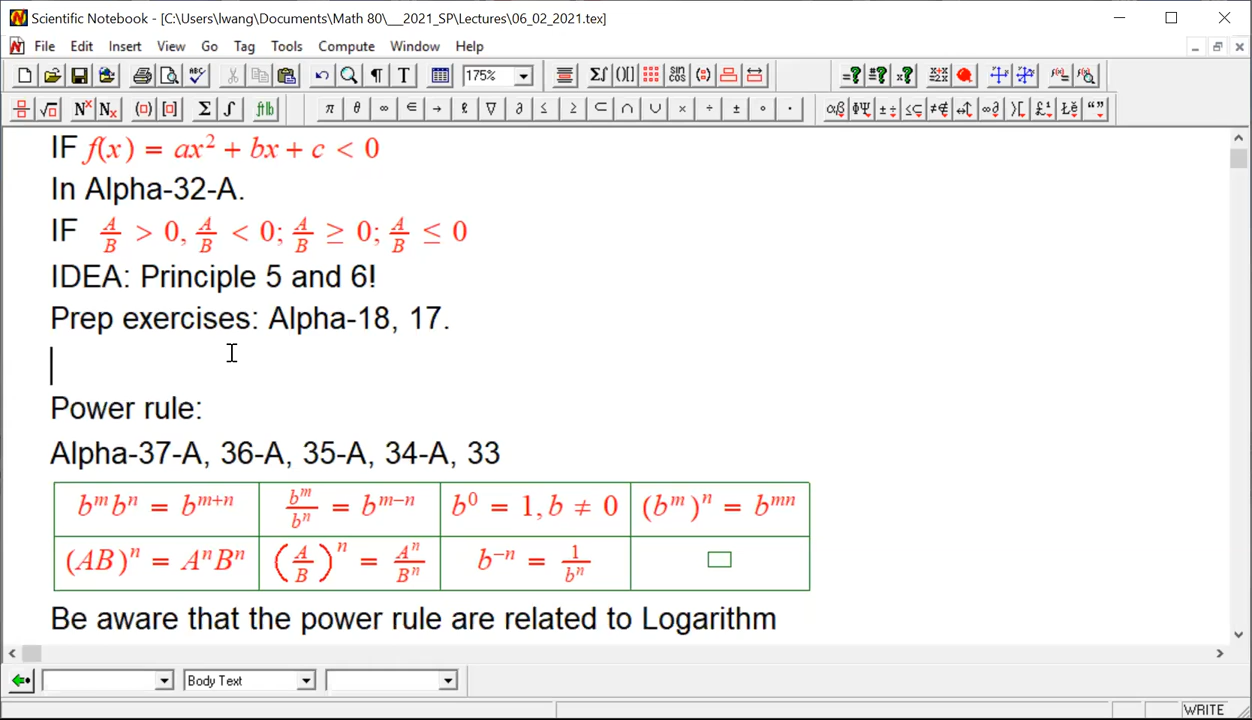 Scientific Notebook - [C:\Users\lwang\Documents\Math 80\__2021_SP\Lectures\06_02_2021.tex]
File Edit Insert View Go Tag Tools Compute Window Help
175%
IF f(x) = ax² + bx + c < 0
In Alpha-32-A.
IF A/B > 0, A/B < 0; A/B ≥ 0; A/B ≤ 0
IDEA: Principle 5 and 6!
Prep exercises: Alpha-18, 17.
Power rule:
Alpha-37-A, 36-A, 35-A, 34-A, 33
bᵐbⁿ = bᵐ⁺ⁿ bᵐ/bⁿ = bᵐ⁻ⁿ b⁰ = 1, b ≠ 0 (bᵐ)ⁿ = bᵐⁿ
(AB)ⁿ = AⁿBⁿ (A/B)ⁿ = Aⁿ/Bⁿ b⁻ⁿ = 1/bⁿ
Be aware that the power rule are related to Logarithm
Body Text
WRITE